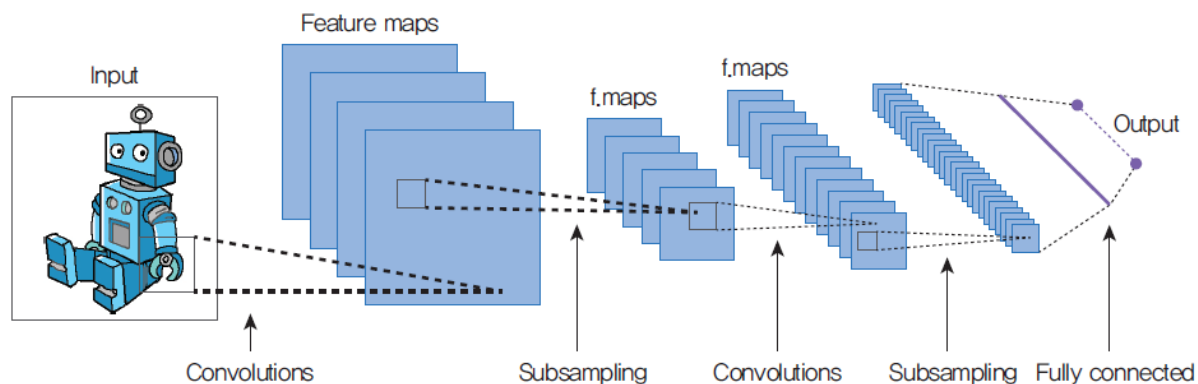 Feature maps
Input
f.maps
f.maps
Output
Convolutions
Subsampling
Convolutions
Subsampling
Fully connected